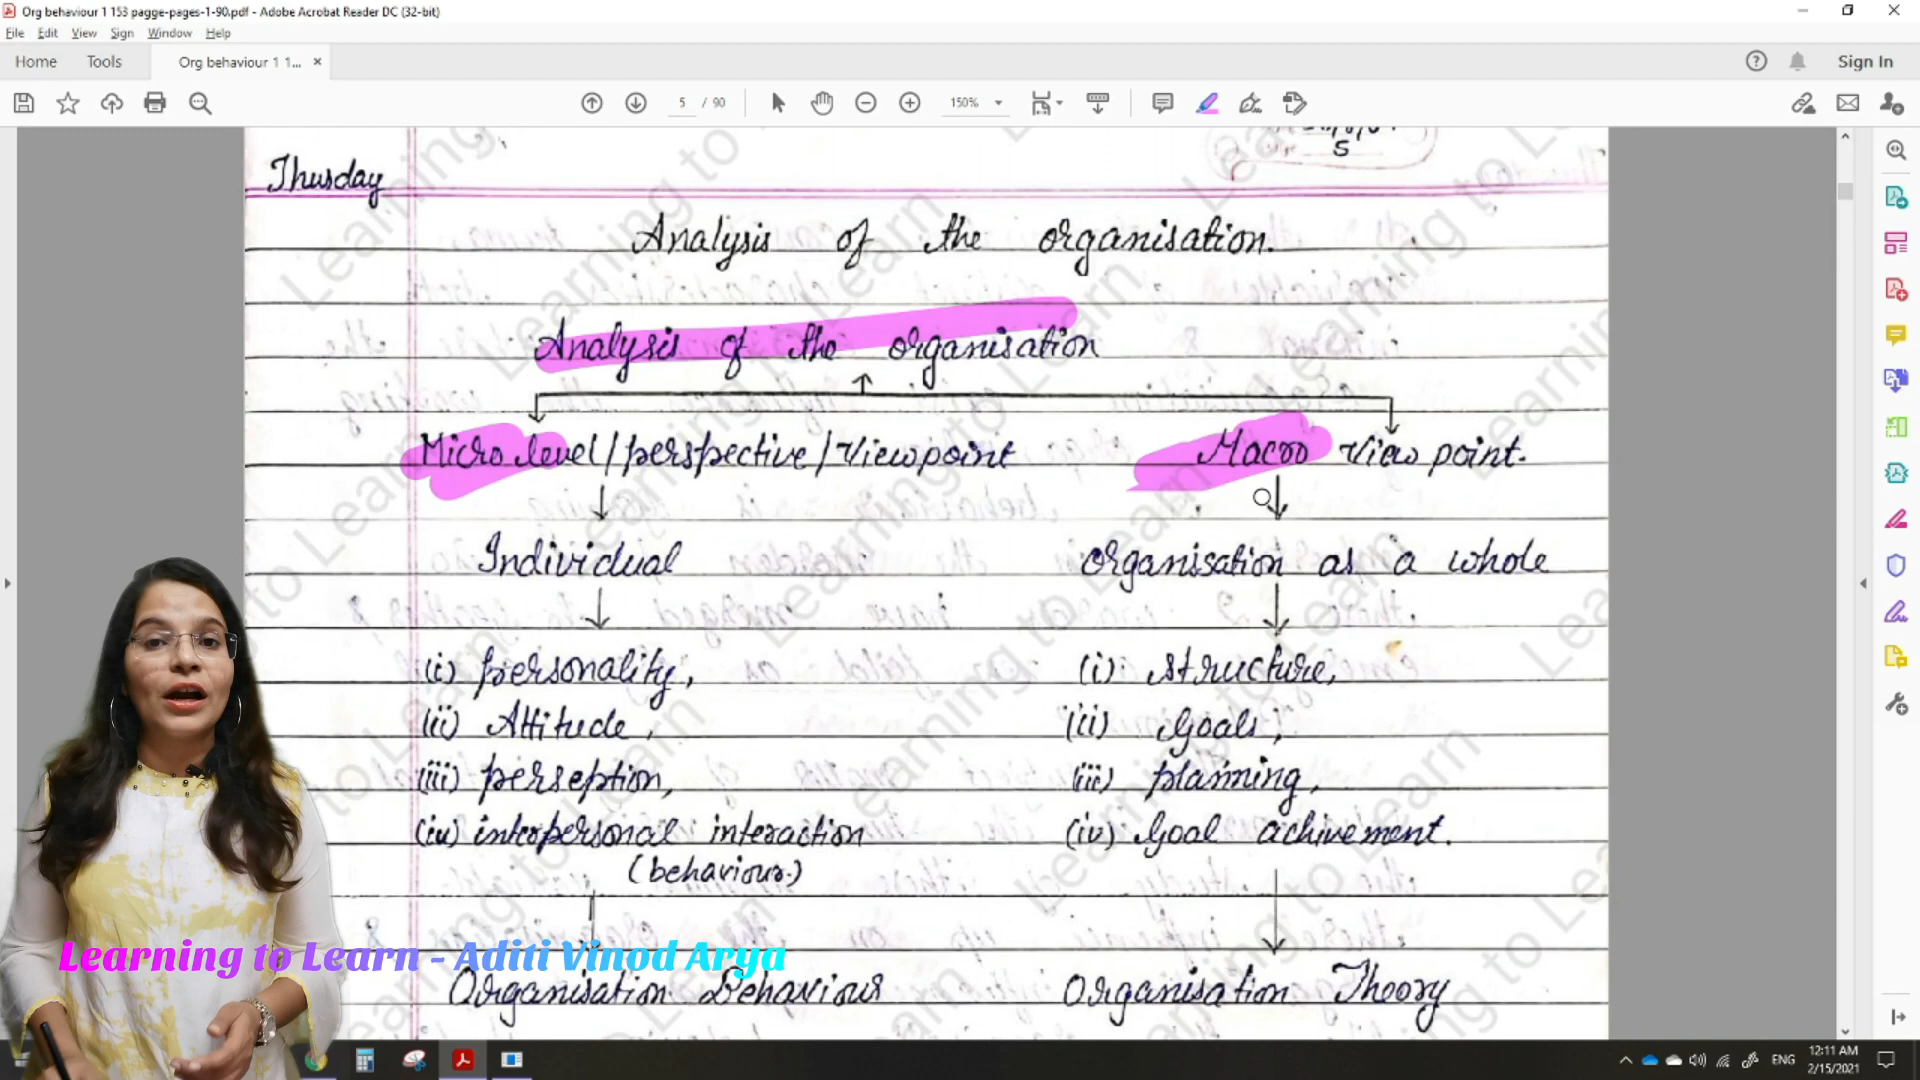 Org behaviour 1 153 pagge-pages-1-90.pdf - Adobe Acrobat Reader DC (32-bit)
File Edit View Sign Window Help
Home Tools Org behaviour 1 1... × Sign In
5 / 90 150%
5
Thusday
Analysis of the organisation.
Analysis of the organisation
Micro level/perspective/Viewpoint Macro View point.
Individual organisation as a whole
(i) personality, (i) structure,
(ii) Attitude, (ii) Goals,
(iii) perseption, (iii) planning,
(iv) interpersonal interaction (iv) Goal achivement.
(behaviour)
Learning to Learn - Aditi Vinod Arya
Organisation Behaviour Organisation Theory
12:11 AM
ENG
2/15/2021